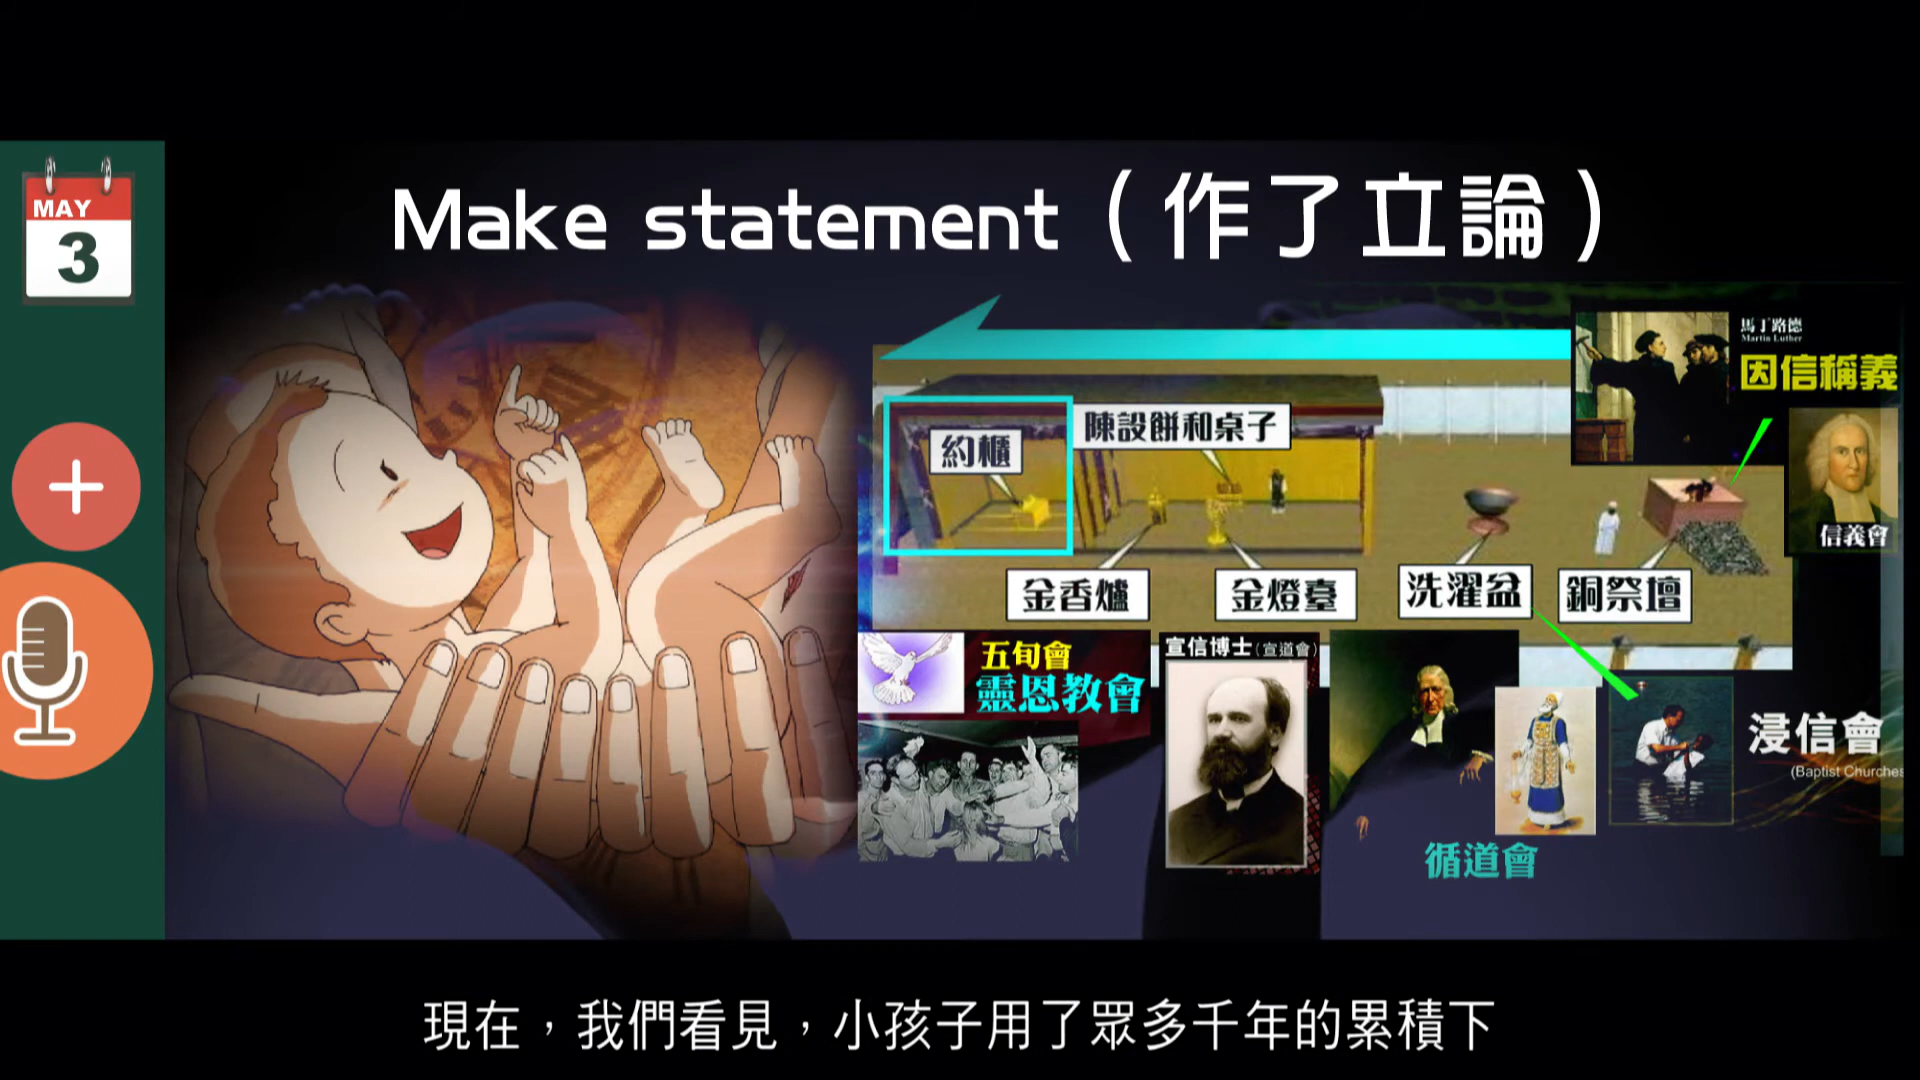 MAY
3
Make statement（作了立論）
馬丁路德
Martin Luther
因信稱義
信義會
約櫃
陳設餅和桌子
金香爐
金燈臺
洗濯盆
銅祭壇
五旬會
靈恩教會
宣信博士(宣道會)
循道會
浸信會
(Baptist Churches
現在，我們看見，小孩子用了眾多千年的累積下